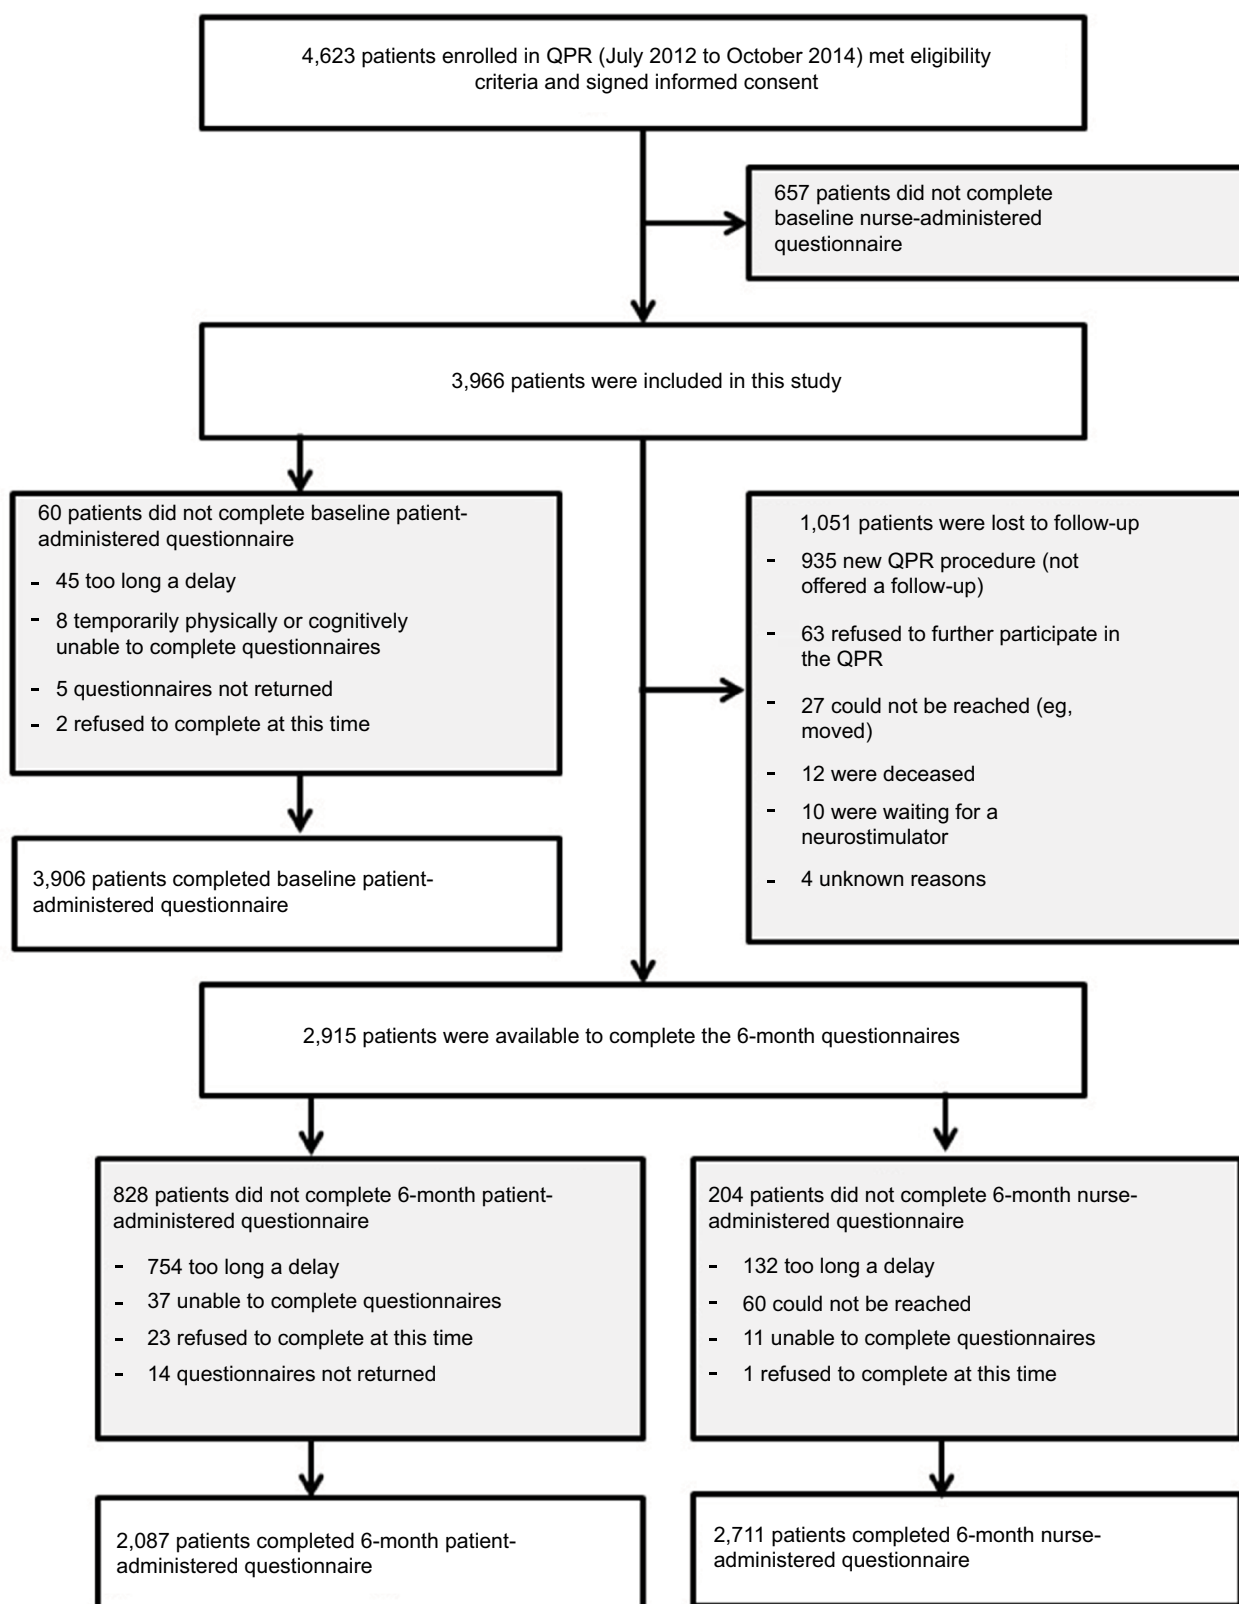 4,623 patients enrolled in QPR (July 2012 to October 2014) met eligibility
criteria and signed informed consent
657 patients did not complete
baseline nurse-administered
questionnaire
3,966 patients were included in this study
60 patients did not complete baseline patient-
administered questionnaire
- 45 too long a delay
- 8 temporarily physically or cognitively
unable to complete questionnaires
- 5 questionnaires not returned
- 2 refused to complete at this time
1,051 patients were lost to follow-up
- 935 new QPR procedure (not
offered a follow-up)
- 63 refused to further participate in
the QPR
- 27 could not be reached (eg,
moved)
- 12 were deceased
- 10 were waiting for a
neurostimulator
- 4 unknown reasons
3,906 patients completed baseline patient-
administered questionnaire
2,915 patients were available to complete the 6-month questionnaires
828 patients did not complete 6-month patient-
administered questionnaire
- 754 too long a delay
- 37 unable to complete questionnaires
- 23 refused to complete at this time
- 14 questionnaires not returned
204 patients did not complete 6-month nurse-
administered questionnaire
- 132 too long a delay
- 60 could not be reached
- 11 unable to complete questionnaires
- 1 refused to complete at this time
2,087 patients completed 6-month patient-
administered questionnaire
2,711 patients completed 6-month nurse-
administered questionnaire